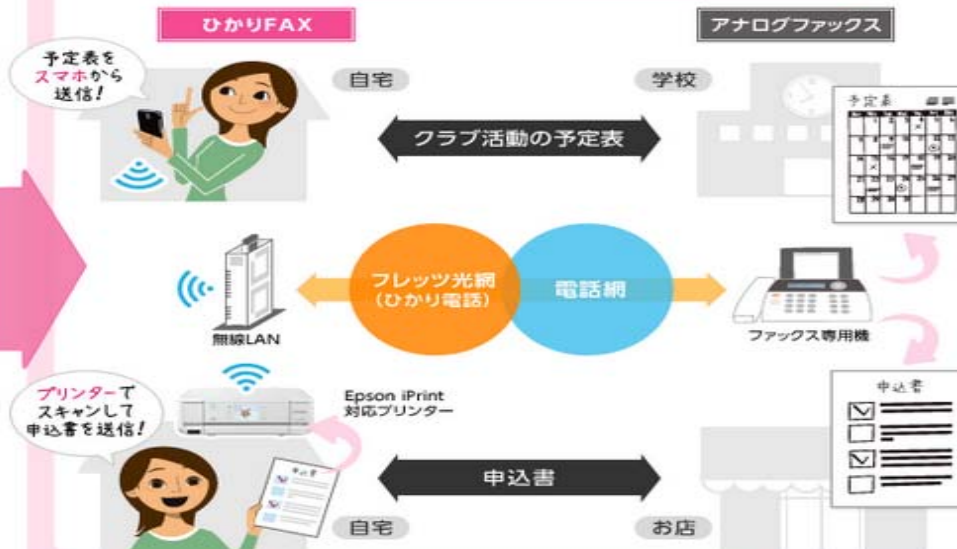 ひかりFAX
アナログファックス
予定表を
スマホから
送信!
自宅
学校
予定表
クラブ活動の予定表
フレッツ光網
(ひかり電話)
電話網
無線LAN
ファックス専用機
プリンターで
スキャンして
申込書を送信!
Epson iPrint
対応プリンター
申込書
申込書
申込書
自宅
お店